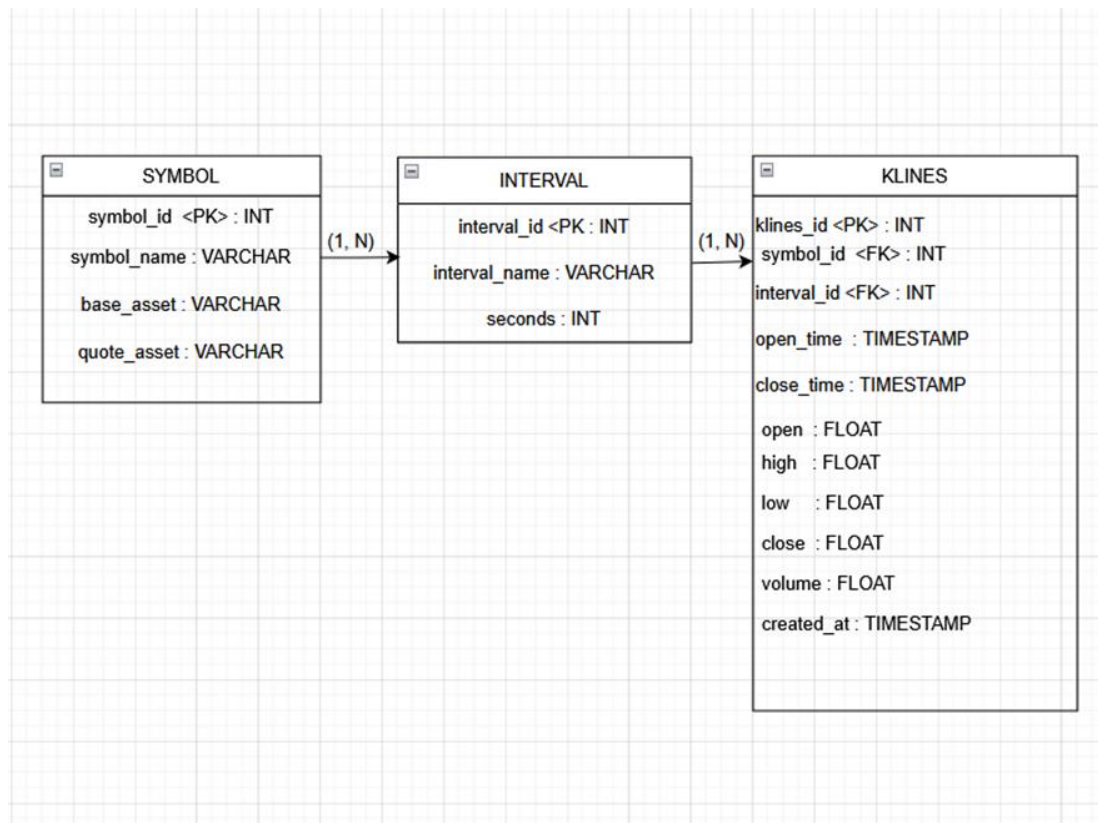 SYMBOL
symbol_id <PK> : INT
symbol_name : VARCHAR
base_asset : VARCHAR
quote_asset : VARCHAR
(1, N)
INTERVAL
interval_id <PK : INT
interval_name : VARCHAR
seconds : INT
(1, N)
KLINES
klines_id <PK> : INT
symbol_id <FK> : INT
interval_id <FK> : INT
open_time : TIMESTAMP
close_time : TIMESTAMP
open : FLOAT
high : FLOAT
low : FLOAT
close : FLOAT
volume : FLOAT
created_at : TIMESTAMP